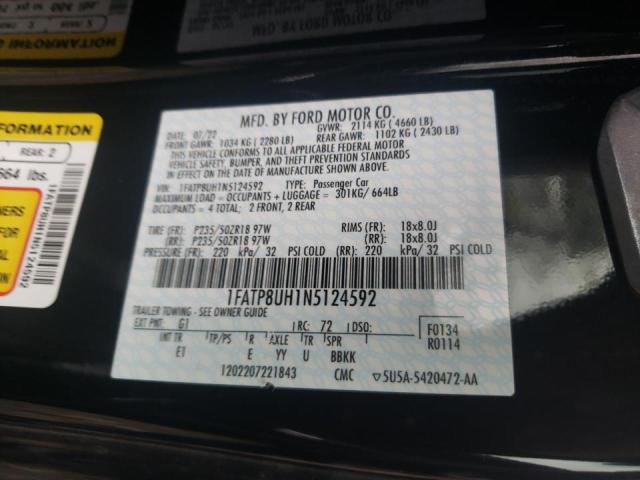 MFD. BY FORD MOTOR CO.
DATE: 07/22 GVWR: 2114 KG ( 4660 LB)
FRONT GAWR: 1034 KG ( 2280 LB) REAR GAWR: 1102 KG ( 2430 LB)
THIS VEHICLE CONFORMS TO ALL APPLICABLE FEDERAL MOTOR
VEHICLE SAFETY, BUMPER, AND THEFT PREVENTION STANDARDS IN
EFFECT ON THE DATE OF MANUFACTURE SHOWN ABOVE.
VIN: 1FATP8UH1N5124592 TYPE: Passenger Car
MAXIMUM LOAD= OCCUPANTS + LUGGAGE= 301KG/ 664LB
OCCUPANTS = 4 TOTAL: 2 FRONT, 2 REAR
TIRE (FR): P235/50ZR18 97W RIMS (FR): 18x8.0J
(RR): P235/50ZR18 97W (RR): 18x8.0J
PRESSURE (FR): 220 kPa/ 32 PSI COLD (RR): 220 kPa/ 32 PSI COLD
1FATP8UH1N5124592
TRAILER TOWING - SEE OWNER GUIDE
EXT PNT: G1 RC: 72 DSO: F0134
INT TR TP/PS R AXLE TR SPR R0114
E1 E YY U BBKK
1202207221843 CMC 5U5A-5420472-AA
FORMATION
REAR: 2
664 lbs.
1FATP8UH1N5124592